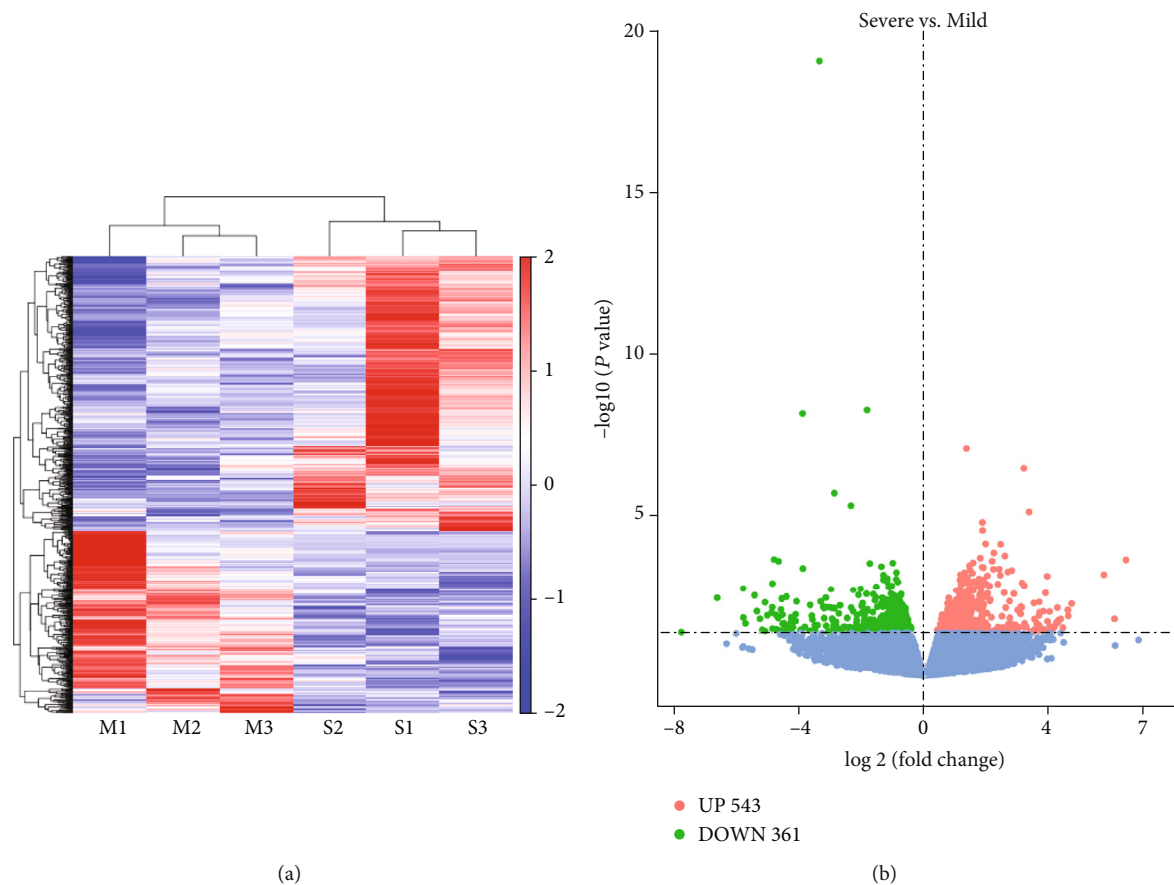 2
1
0
−1
−2
M1 M2 M3 S2 S1 S3
(a)
Severe vs. Mild
20
15
10
5
−log10 (P value)
−8 −4 0 4 7
log 2 (fold change)
UP 543
DOWN 361
(b)